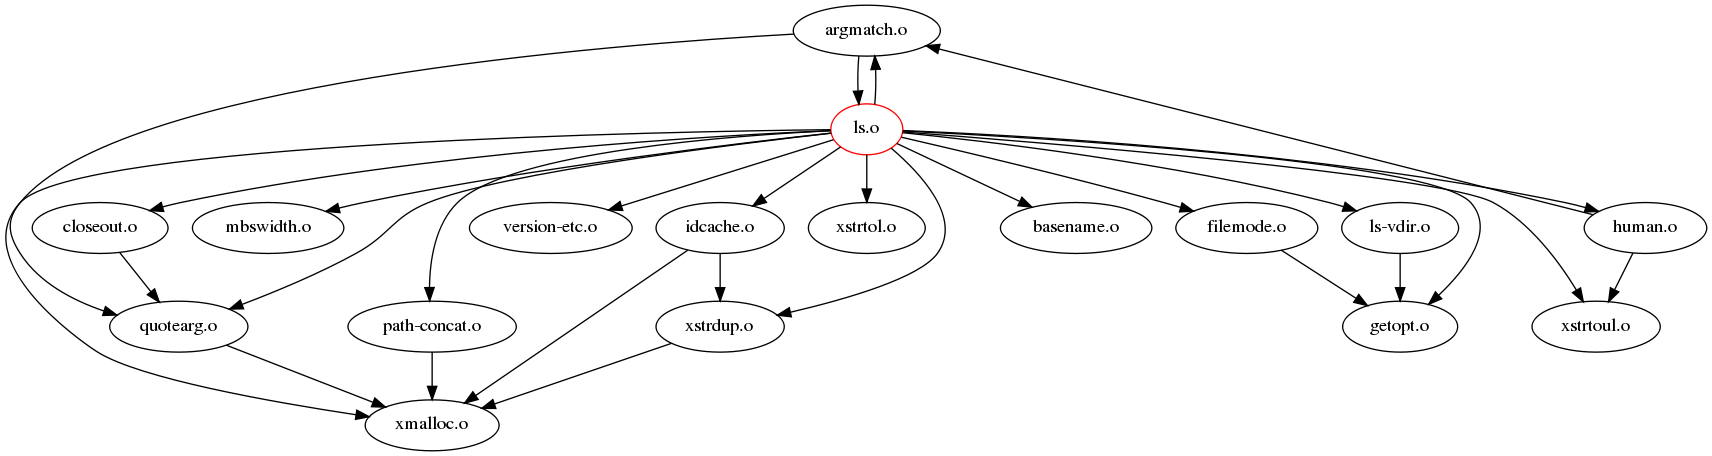 argmatch.o
ls.o
closeout.o
mbswidth.o
version-etc.o
idcache.o
xstrtol.o
basename.o
filemode.o
ls-vdir.o
human.o
quotearg.o
path-concat.o
xstrdup.o
getopt.o
xstrtoul.o
xmalloc.o